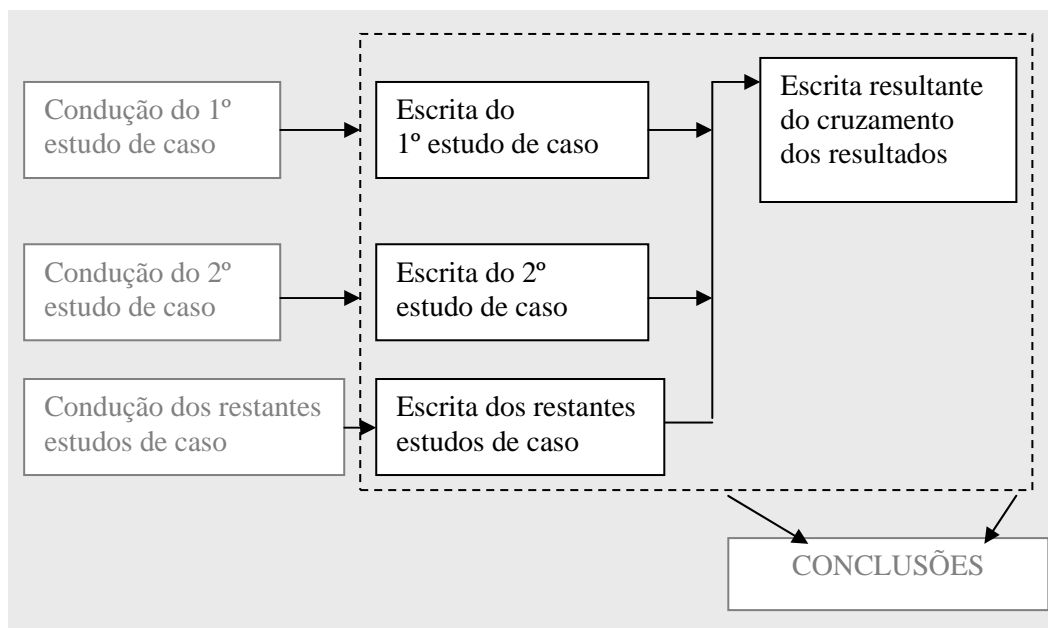 Condução do 1º
estudo de caso
Escrita do
1º estudo de caso
Escrita resultante
do cruzamento
dos resultados
Condução do 2º
estudo de caso
Escrita do 2º
estudo de caso
Condução dos restantes
estudos de caso
Escrita dos restantes
estudos de caso
CONCLUSÕES